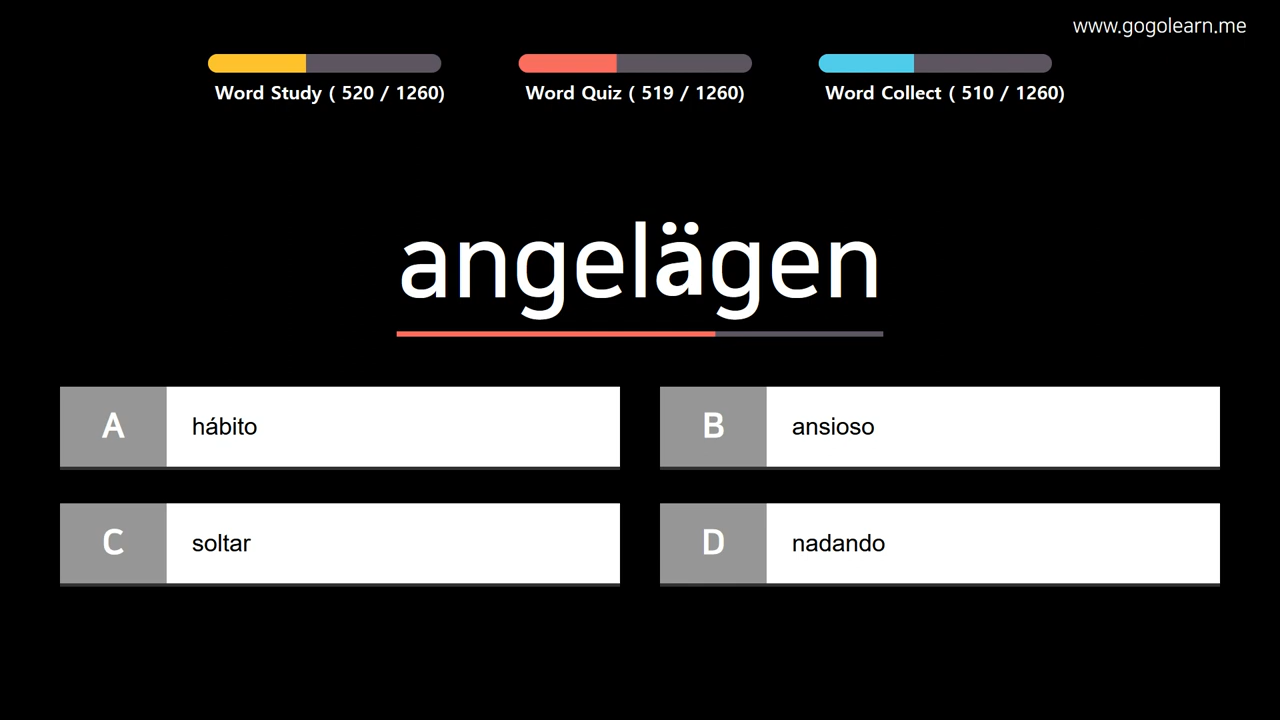 www.gogolearn.me
Word Study ( 520 / 1260)
Word Quiz ( 519 / 1260)
Word Collect ( 510 / 1260)
angelägen
A hábito
B ansioso
C soltar
D nadando